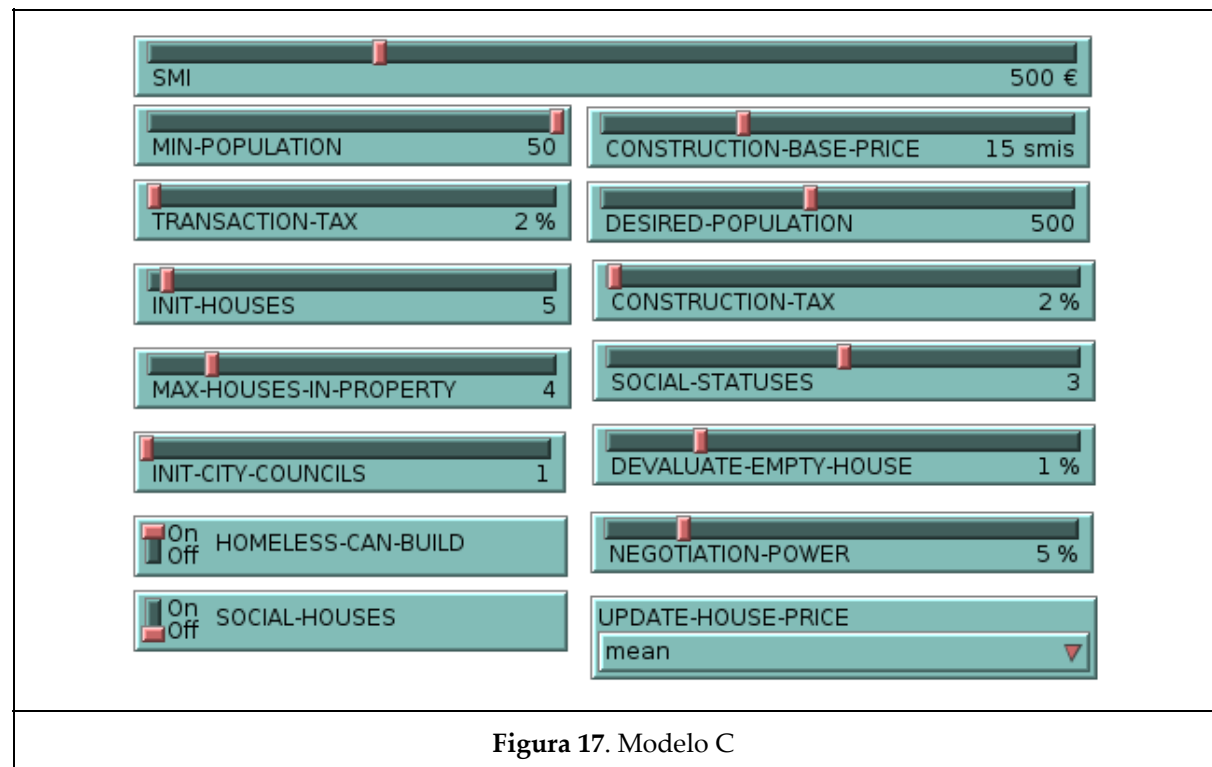 SMI 500 €
MIN-POPULATION 50
CONSTRUCTION-BASE-PRICE 15 smis
TRANSACTION-TAX 2 %
DESIRED-POPULATION 500
INIT-HOUSES 5
CONSTRUCTION-TAX 2 %
MAX-HOUSES-IN-PROPERTY 4
SOCIAL-STATUSES 3
INIT-CITY-COUNCILS 1
DEVALUATE-EMPTY-HOUSE 1 %
On
Off
HOMELESS-CAN-BUILD
NEGOTIATION-POWER 5 %
On
Off
SOCIAL-HOUSES
UPDATE-HOUSE-PRICE
mean
Figura 17. Modelo C